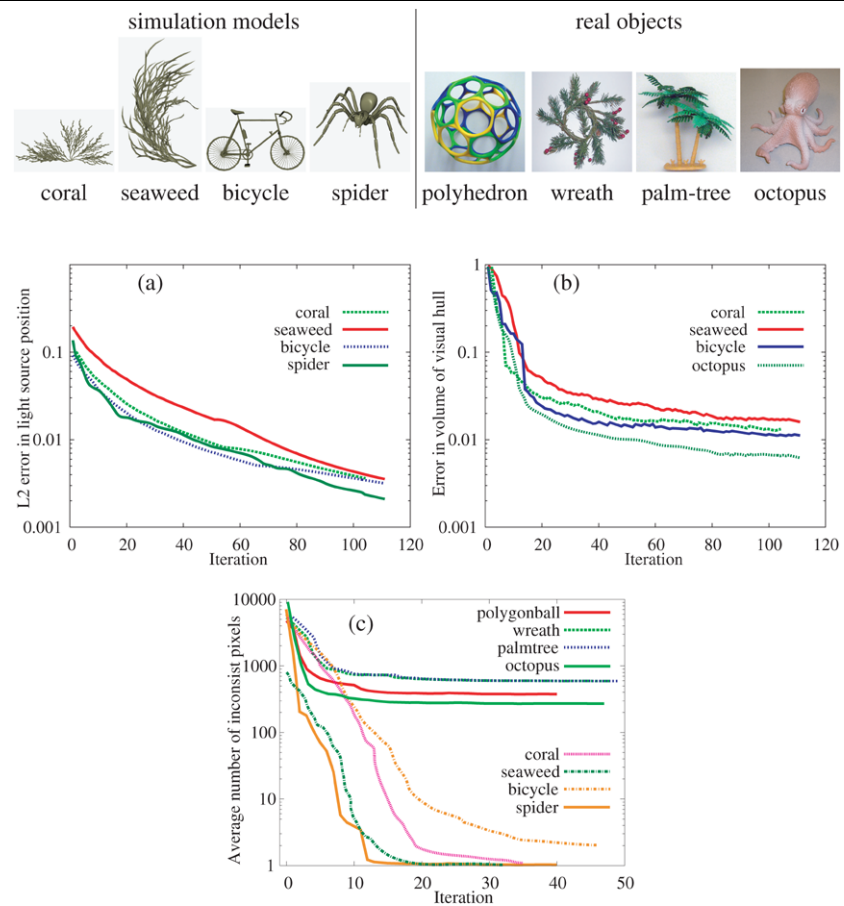 simulation models
real objects
coral
seaweed
bicycle
spider
polyhedron
wreath
palm-tree
octopus
(a)
L2 error in light source position
0.1
0.01
0.001
0 20 40 60 80 100 120
Iteration
coral
seaweed
bicycle
spider
(b)
Error in volume of visual hull
1
0.1
0.01
0.001
0 20 40 60 80 100 120
Iteration
coral
seaweed
bicycle
octopus
(c)
Average number of inconsist pixels
10000
1000
100
10
1
0 10 20 30 40 50
Iteration
polygonball
wreath
palmtree
octopus
coral
seaweed
bicycle
spider